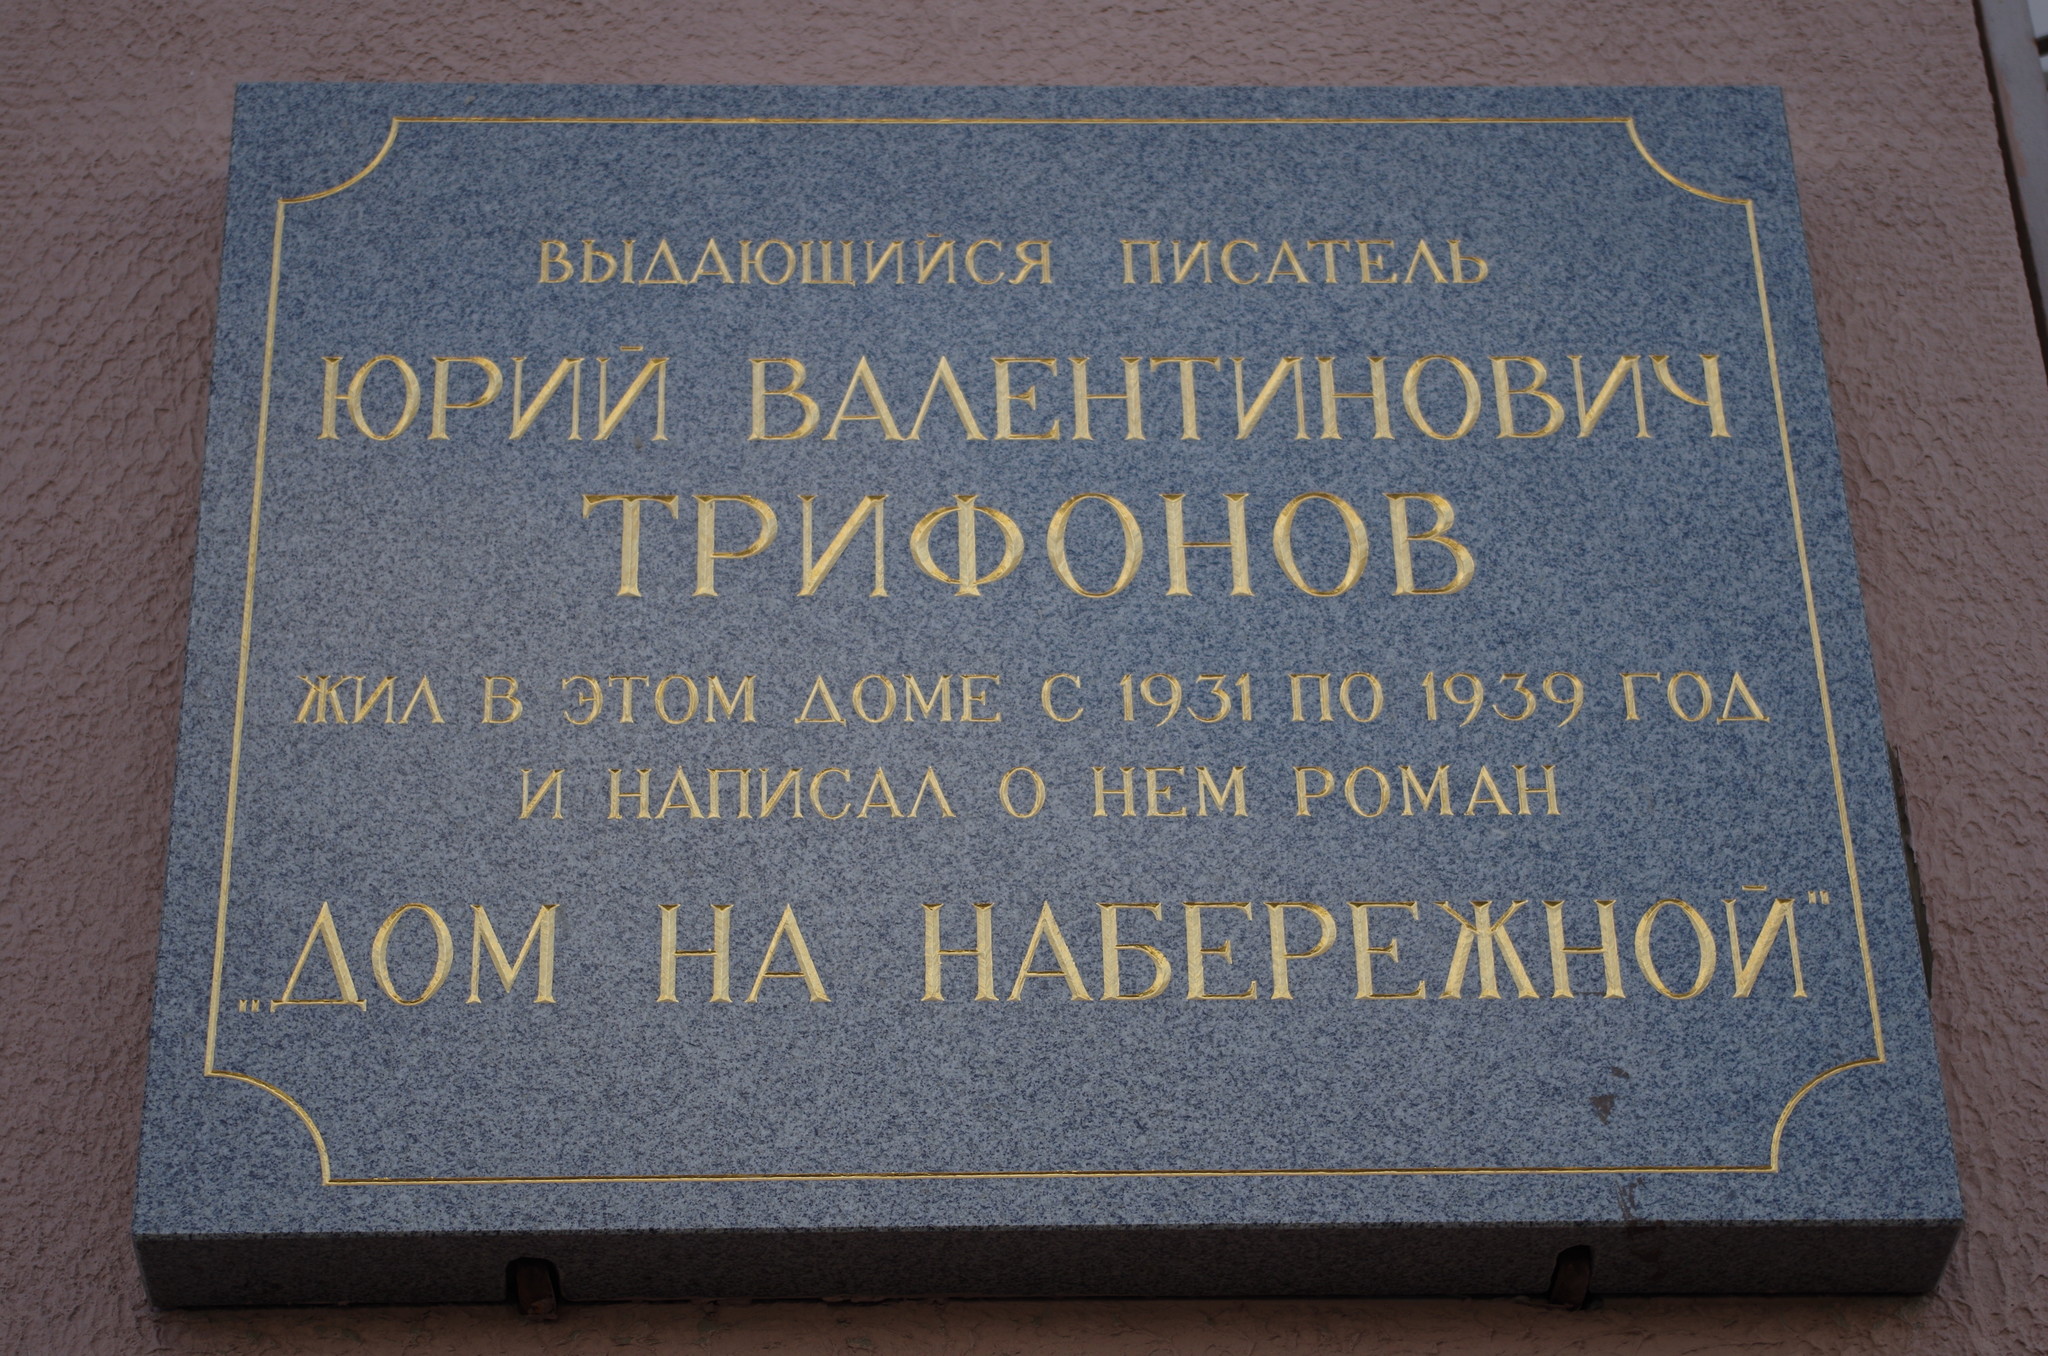 ВЫДАЮЩИЙСЯ ПИСАТЕЛЬ
ЮРИЙ ВАЛЕНТИНОВИЧ
ТРИФОНОВ
ЖИЛ В ЭТОМ ДОМЕ С 1931 ПО 1939 ГОД
И НАПИСАЛ О НЕМ РОМАН
„ДОМ НА НАБЕРЕЖНОЙ“